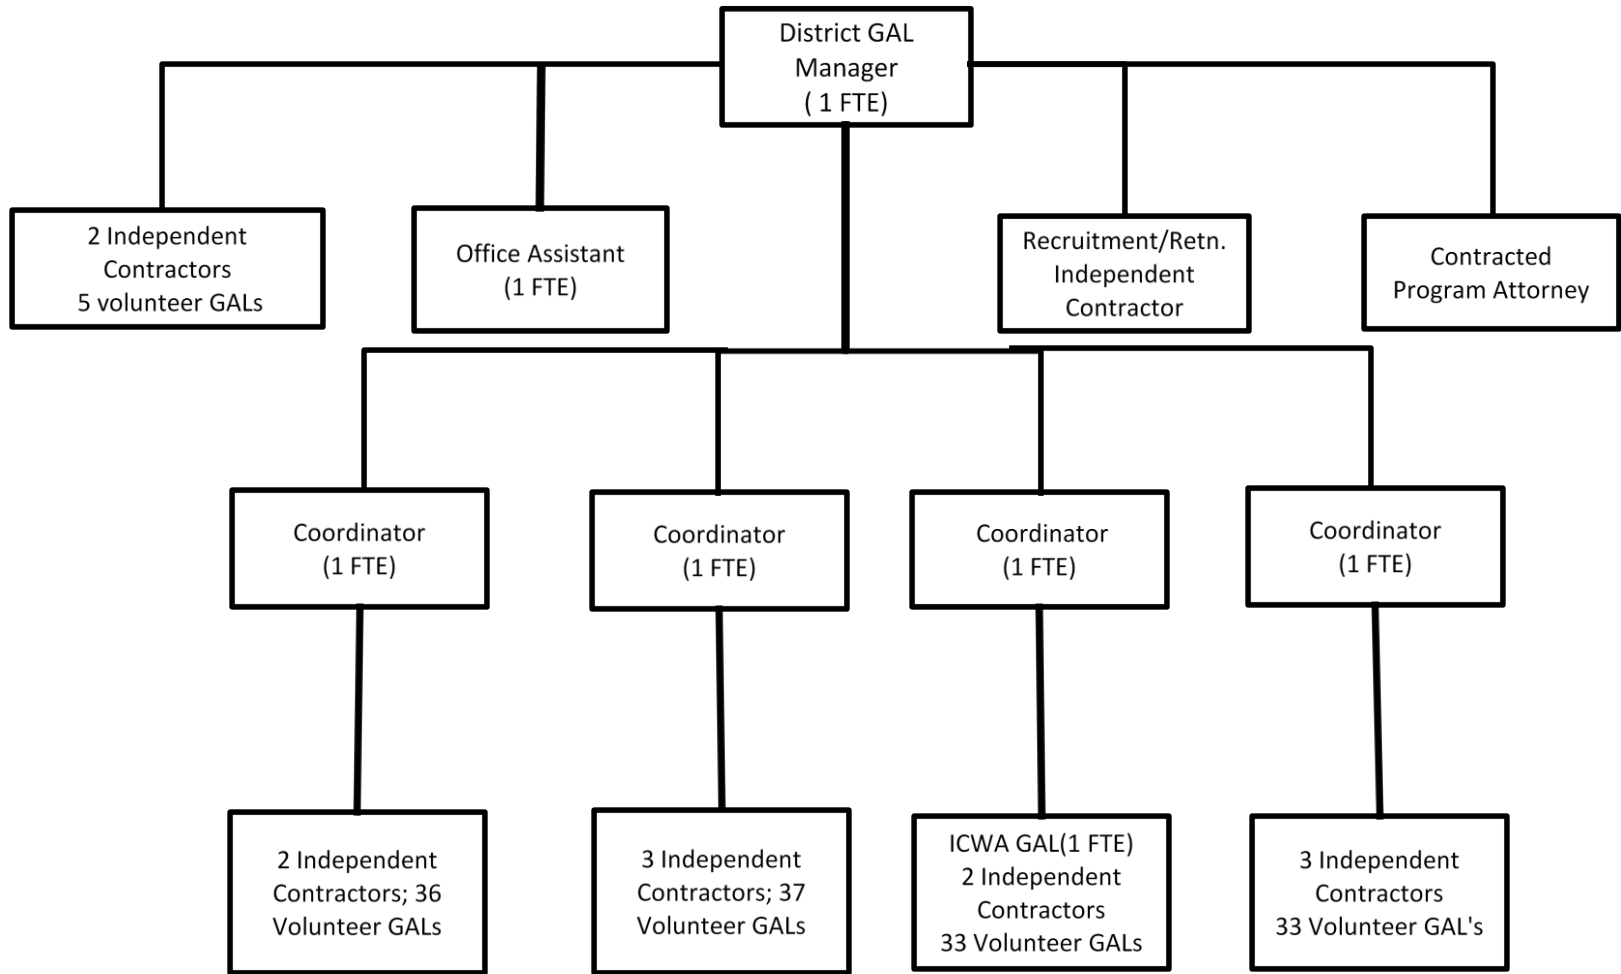 District GAL
Manager
( 1 FTE)
2 Independent
Contractors
5 volunteer GALs
Office Assistant
(1 FTE)
Recruitment/Retn.
Independent
Contractor
Contracted
Program Attorney
Coordinator
(1 FTE)
Coordinator
(1 FTE)
Coordinator
(1 FTE)
Coordinator
(1 FTE)
2 Independent
Contractors; 36
Volunteer GALs
3 Independent
Contractors; 37
Volunteer GALs
ICWA GAL(1 FTE)
2 Independent
Contractors
33 Volunteer GALs
3 Independent
Contractors
33 Volunteer GAL's